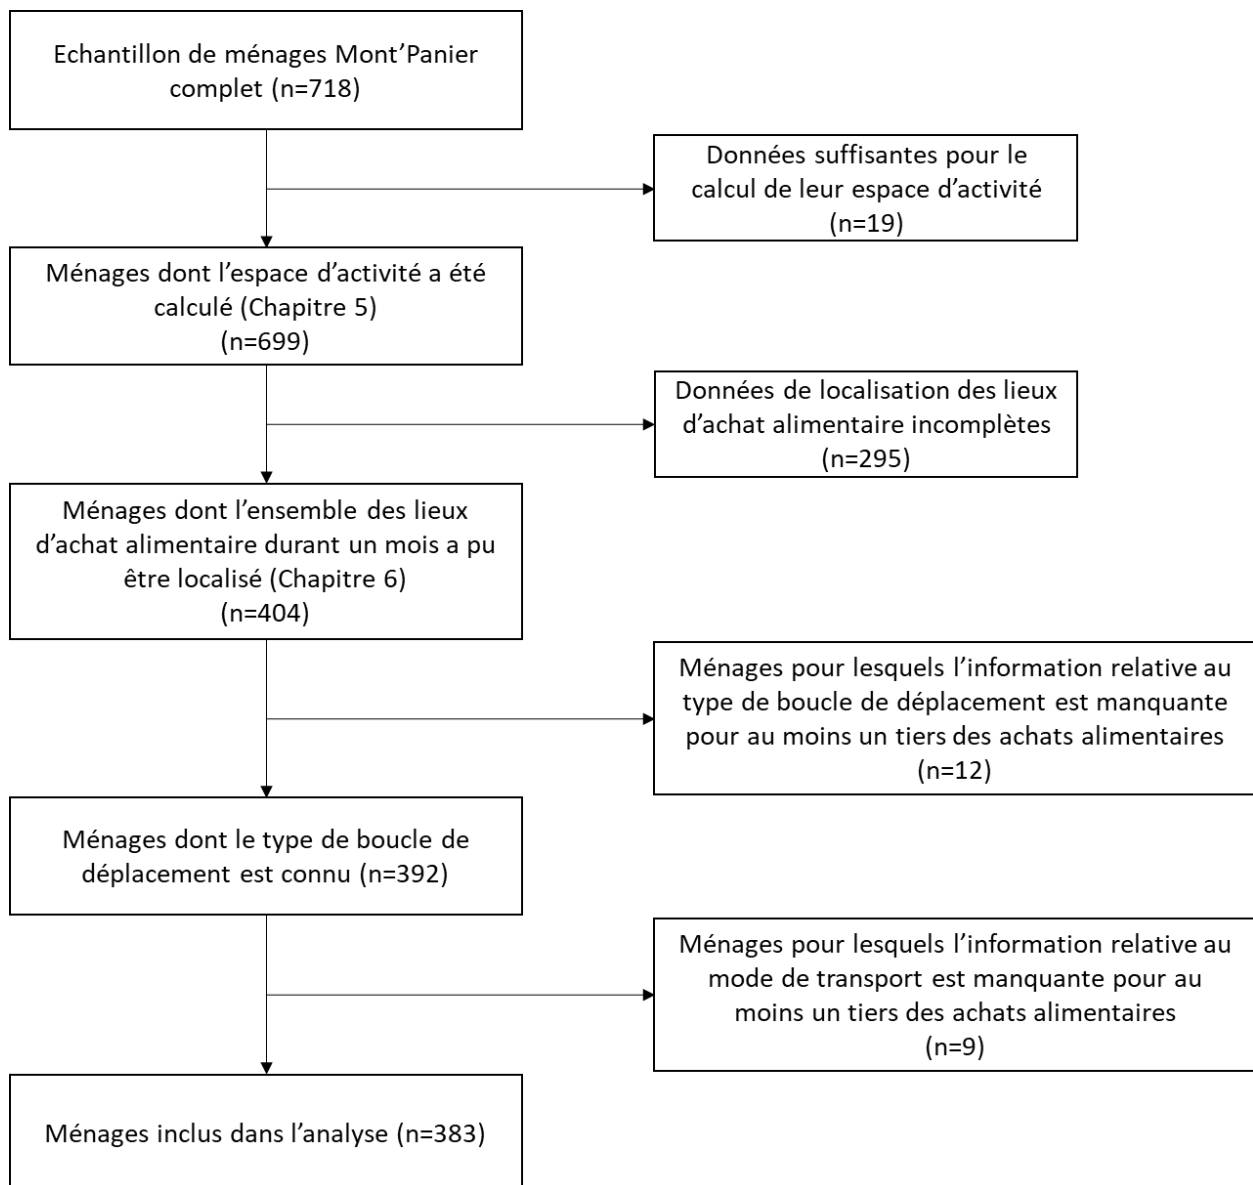 Echantillon de ménages Mont’Panier
complet (n=718)
Données suffisantes pour le
calcul de leur espace d’activité
(n=19)
Ménages dont l’espace d’activité a été
calculé (Chapitre 5)
(n=699)
Données de localisation des lieux
d’achat alimentaire incomplètes
(n=295)
Ménages dont l’ensemble des lieux
d’achat alimentaire durant un mois a pu
être localisé (Chapitre 6)
(n=404)
Ménages pour lesquels l’information relative au
type de boucle de déplacement est manquante
pour au moins un tiers des achats alimentaires
(n=12)
Ménages dont le type de boucle de
déplacement est connu (n=392)
Ménages pour lesquels l’information relative au
mode de transport est manquante pour au
moins un tiers des achats alimentaires
(n=9)
Ménages inclus dans l’analyse (n=383)